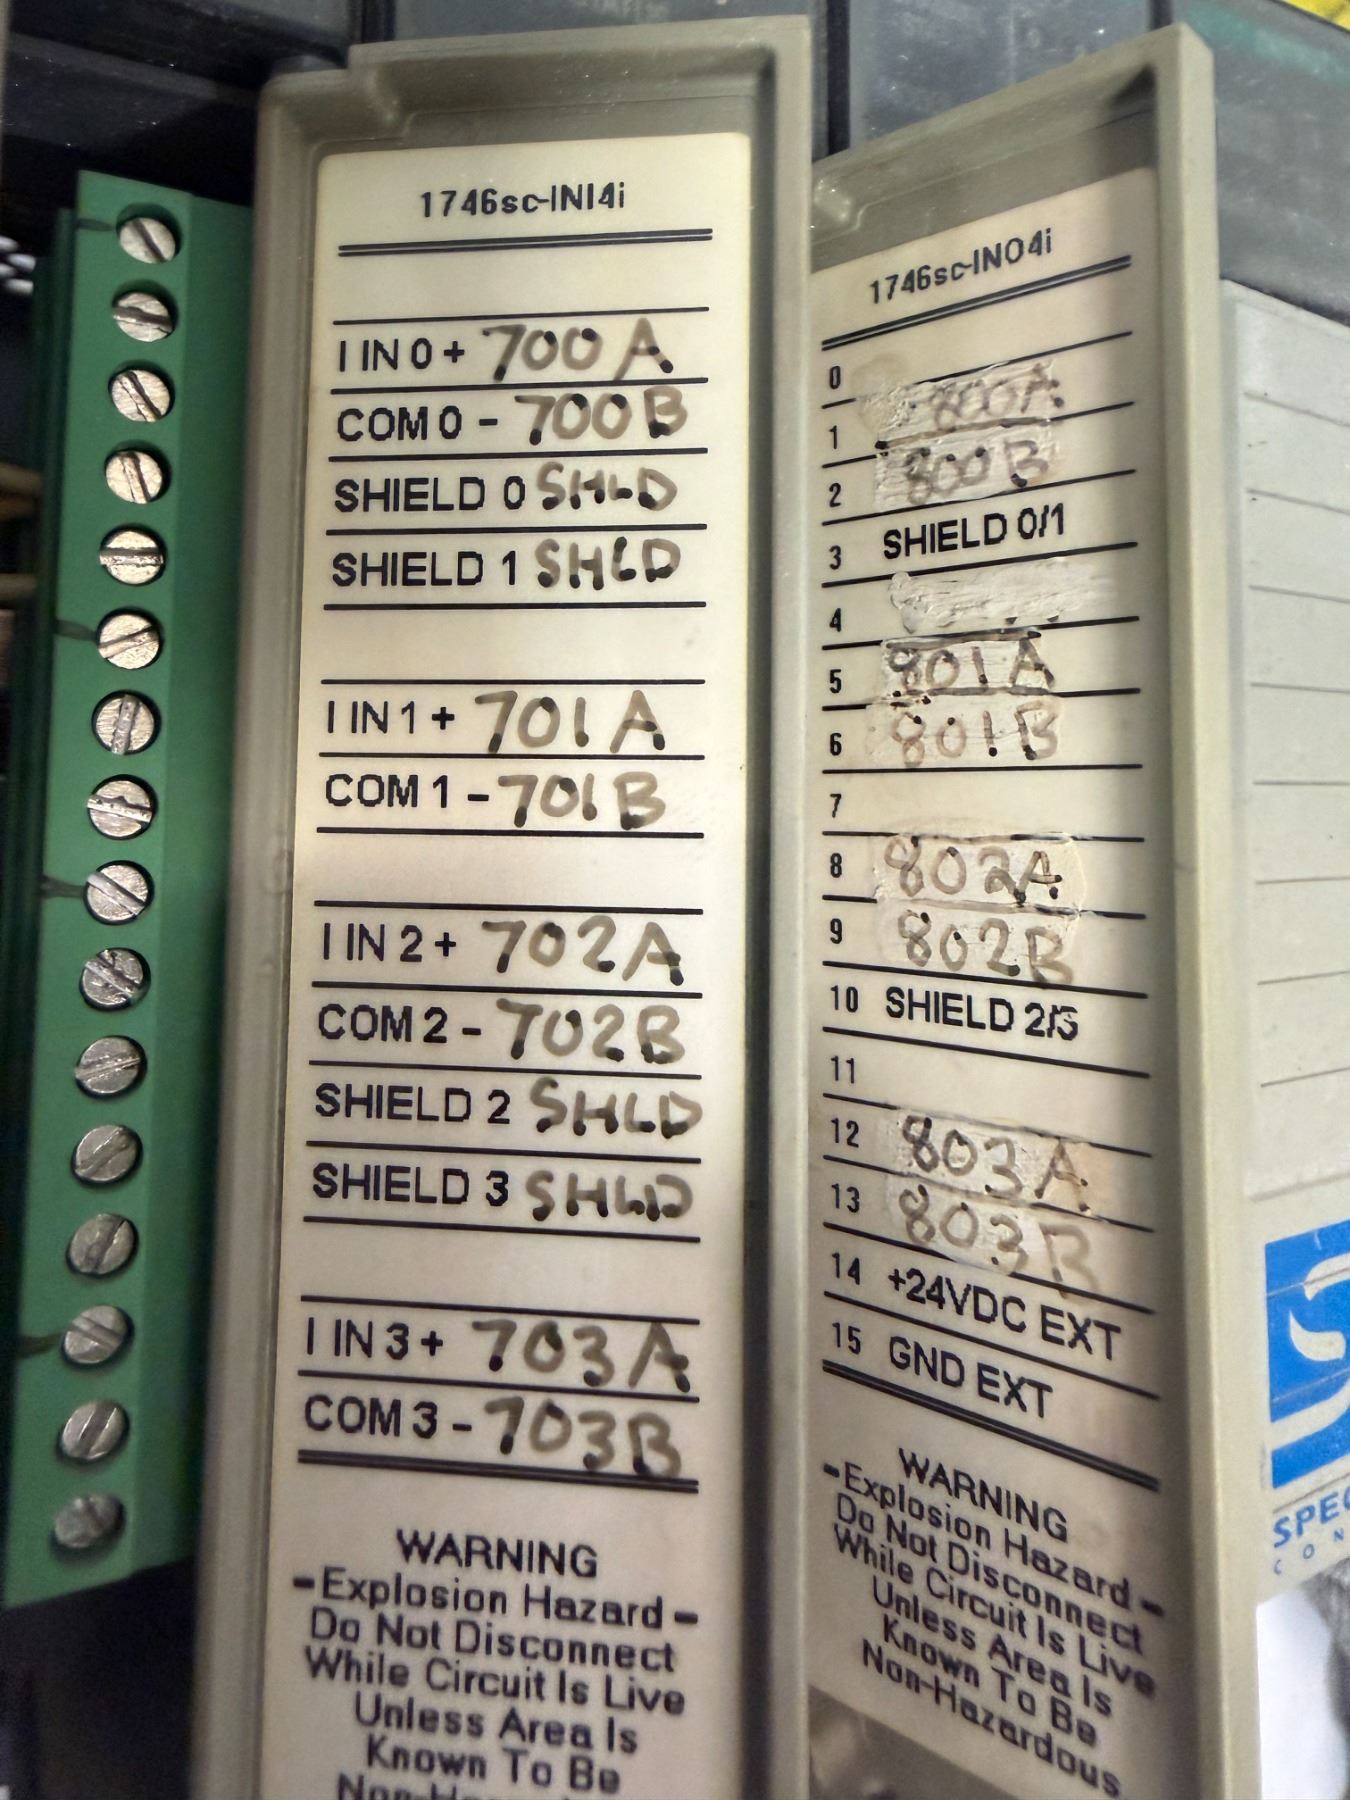 1746sc-INI4i
I IN 0 + 700A
COM 0 - 700B
SHIELD 0 SHLD
SHIELD 1 SHLD
I IN 1 + 701A
COM 1 - 701B
I IN 2 + 702A
COM 2 - 702B
SHIELD 2 SHLD
SHIELD 3 SHLD
I IN 3 + 703A
COM 3 - 703B
WARNING
- Explosion Hazard -
Do Not Disconnect
While Circuit Is Live
Unless Area Is
Known To Be
1746sc-INO4i
0
1 800A
2 800B
3 SHIELD 0/1
4
5 801A
6 801B
7
8 802A
9 802B
10 SHIELD 2/3
11
12 803A
13 803B
14 +24VDC EXT
15 GND EXT
WARNING
- Explosion Hazard -
Do Not Disconnect
While Circuit Is Live
Unless Area Is
Known To Be
Non-Hazardous
SPE
CON